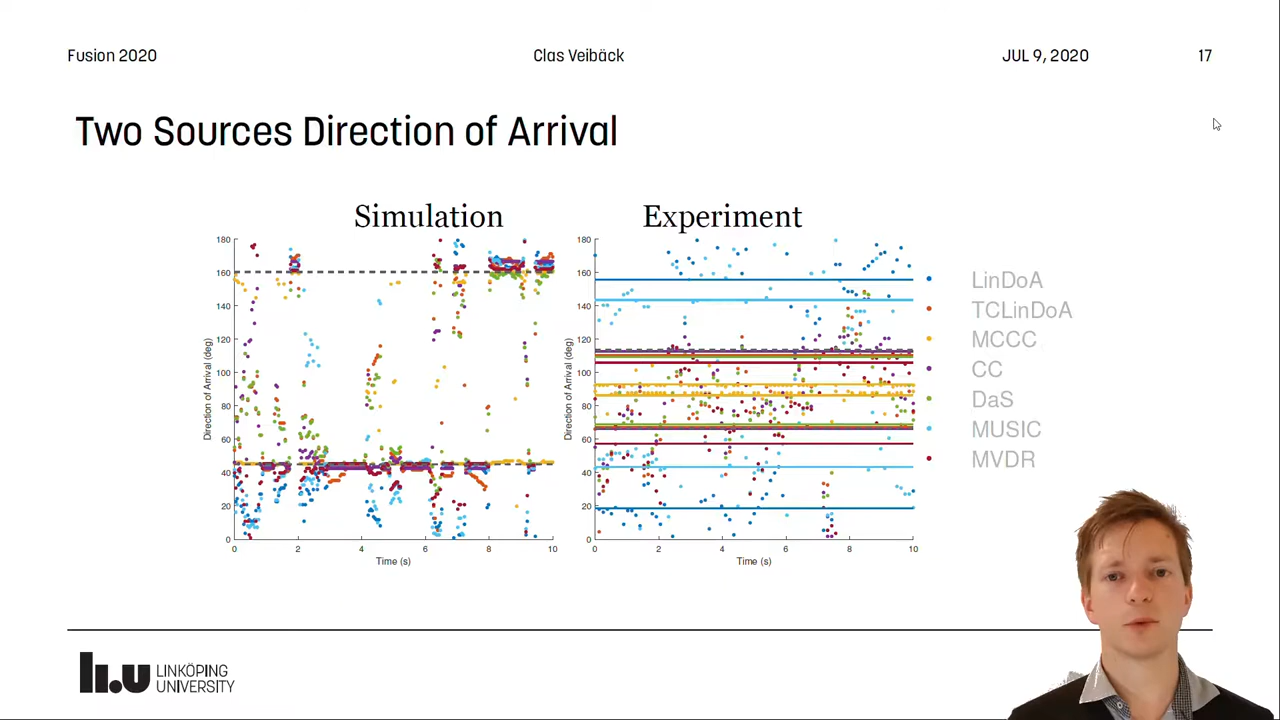 Fusion 2020
Clas Veibäck
JUL 9, 2020
17
Two Sources Direction of Arrival
Simulation
Experiment
180
160
140
120
100
80
60
40
20
0
Direction of Arrival (deg)
0 2 4 6 8 10
Time (s)
180
160
140
120
100
80
60
40
20
0
Direction of Arrival (deg)
0 2 4 6 8 10
Time (s)
LinDoA
TCLinDoA
MCCC
CC
DaS
MUSIC
MVDR
li.u LINKÖPING
UNIVERSITY